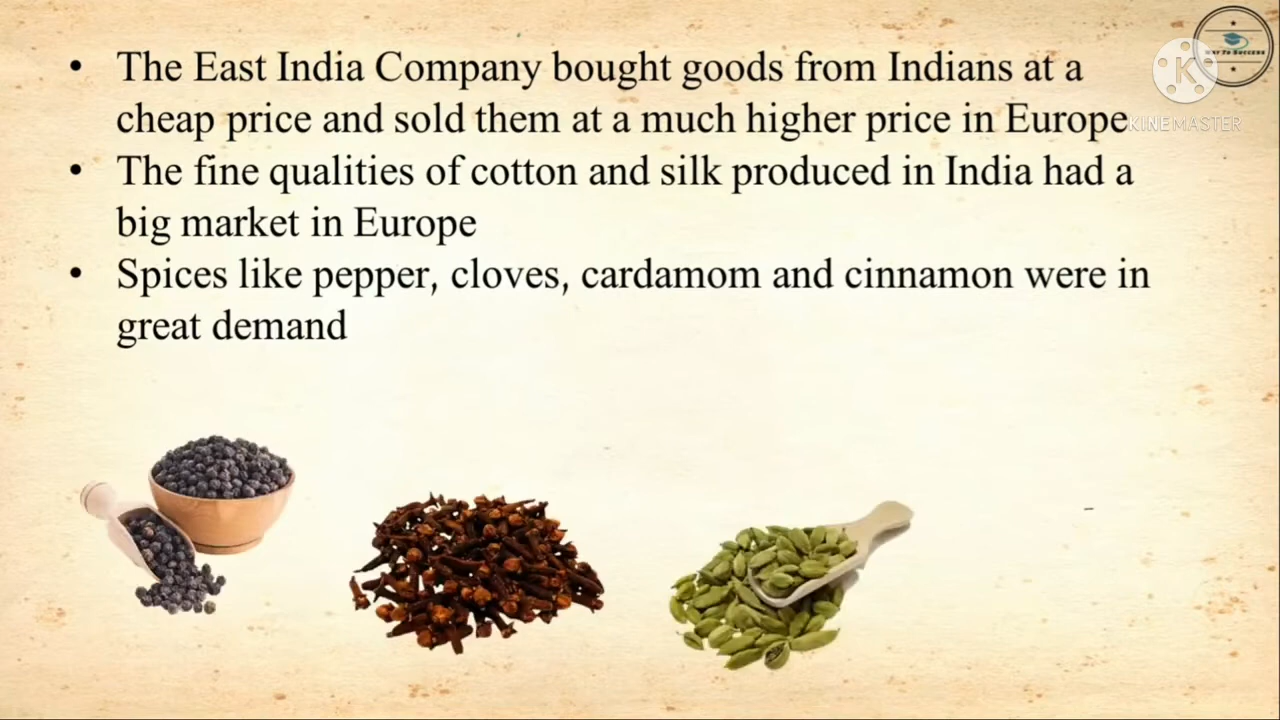 • The East India Company bought goods from Indians at a
cheap price and sold them at a much higher price in Europe
• The fine qualities of cotton and silk produced in India had a
big market in Europe
• Spices like pepper, cloves, cardamom and cinnamon were in
great demand
K
KINEMASTER